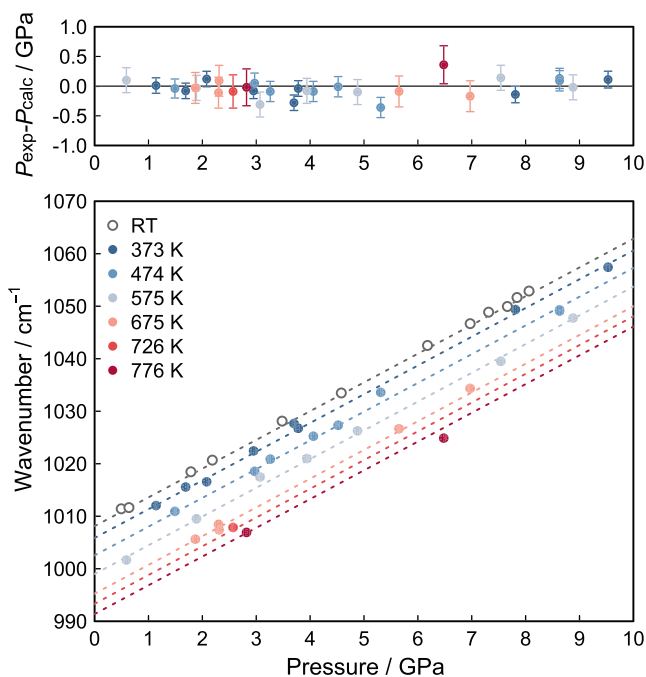 1.0
0.5
0.0
-0.5
-1.0
Pexp-Pcalc / GPa
0 1 2 3 4 5 6 7 8 9 10
1070
1060
1050
1040
1030
1020
1010
1000
990
Wavenumber / cm⁻¹
RT
373 K
474 K
575 K
675 K
726 K
776 K
0 1 2 3 4 5 6 7 8 9 10
Pressure / GPa